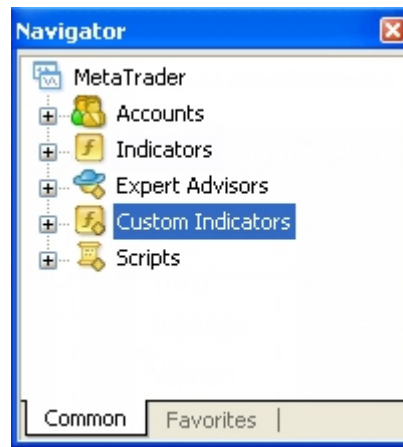 Navigator
MetaTrader
Accounts
Indicators
Expert Advisors
Custom Indicators
Scripts
Common Favorites